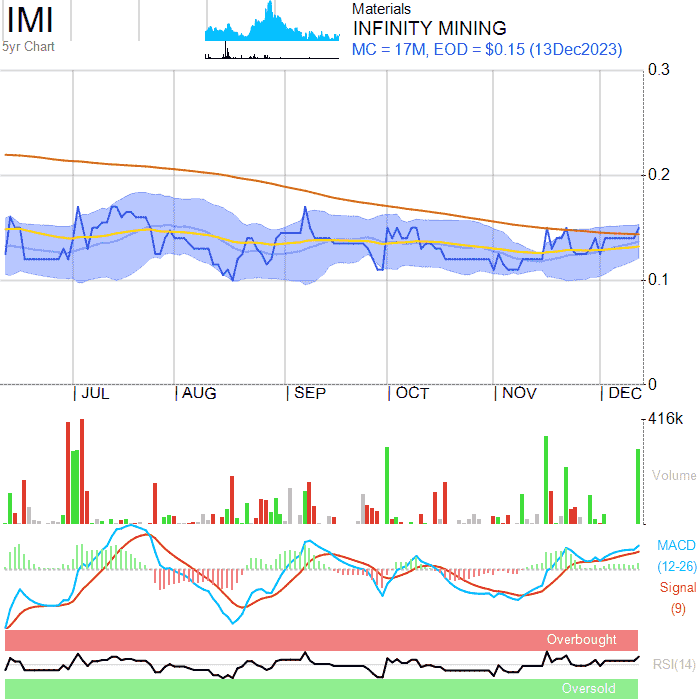 IMI
5yr Chart
Materials
INFINITY MINING
MC = 17M, EOD = $0.15 (13Dec2023)
0.3
0.2
0.1
0
| JUL | AUG | SEP | OCT | NOV | DEC
416k
Volume
MACD
(12-26)
Signal
(9)
Overbought
RSI(14)
Oversold